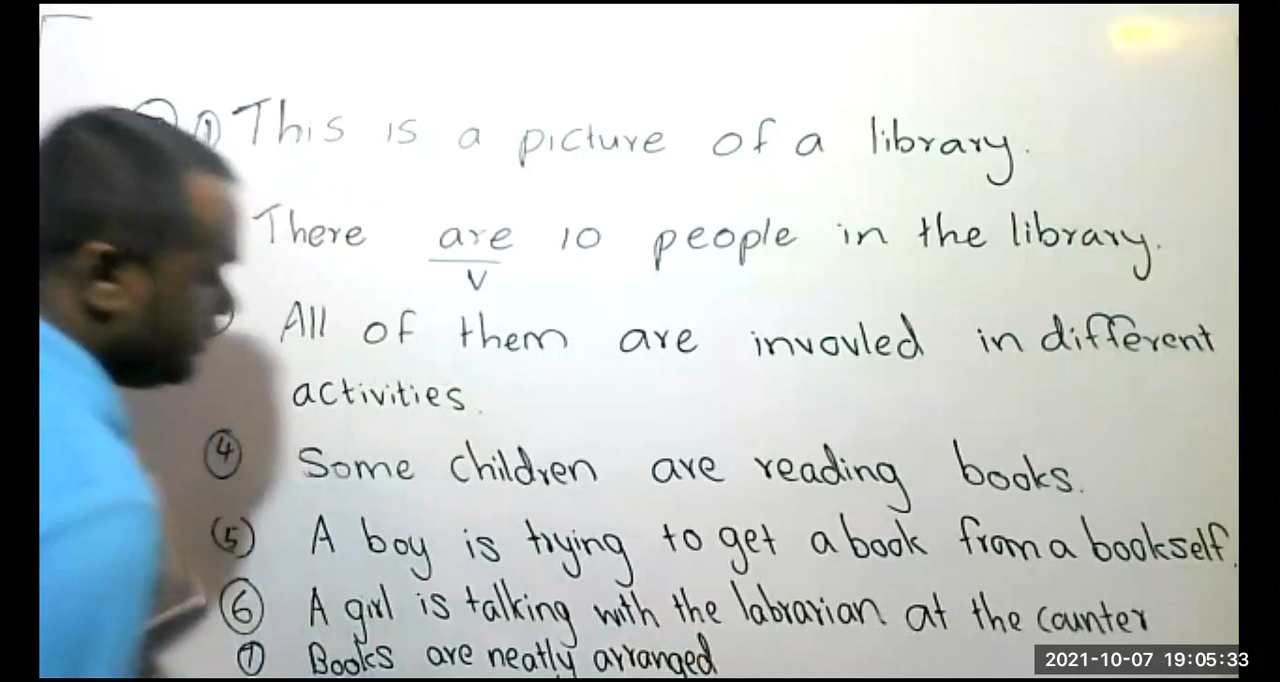 ① This is a picture of a library.
There are 10 people in the library.
V
All of them are invovled in different
activities.
④ Some children are reading books.
(5) A boy is trying to get a book from a bookself.
⑥ A girl is talking with the labrarian at the counter
⑦ Books are neatly arranged
2021-10-07 19:05:33